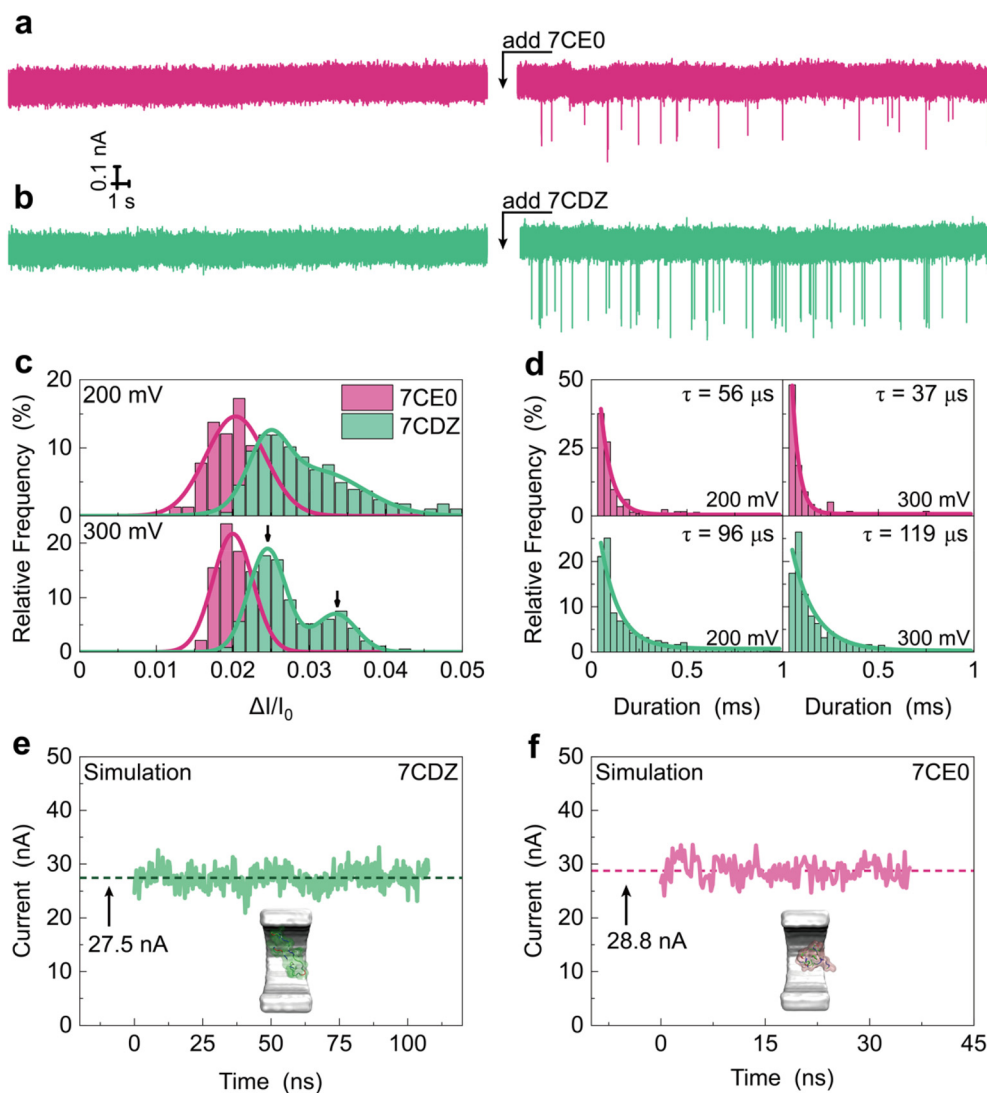 a
add 7CE0
0.1 nA
1 s
b
add 7CDZ
c
200 mV
7CE0
7CDZ
300 mV
Relative Frequency (%)
Relative Frequency (%)
20
10
0
20
10
0
0 0.01 0.02 0.03 0.04 0.05
ΔI/I0
d
τ = 56 μs
200 mV
τ = 37 μs
300 mV
τ = 96 μs
200 mV
τ = 119 μs
300 mV
Relative Frequency (%)
Relative Frequency (%)
50
25
0
30
20
10
0
0 0.5 1 0.5 1
Duration (ms)
Duration (ms)
e
Simulation 7CDZ
27.5 nA
Current (nA)
50
40
30
20
10
0
0 25 50 75 100
Time (ns)
f
Simulation 7CE0
28.8 nA
Current (nA)
50
40
30
20
10
0
0 15 30 45
Time (ns)